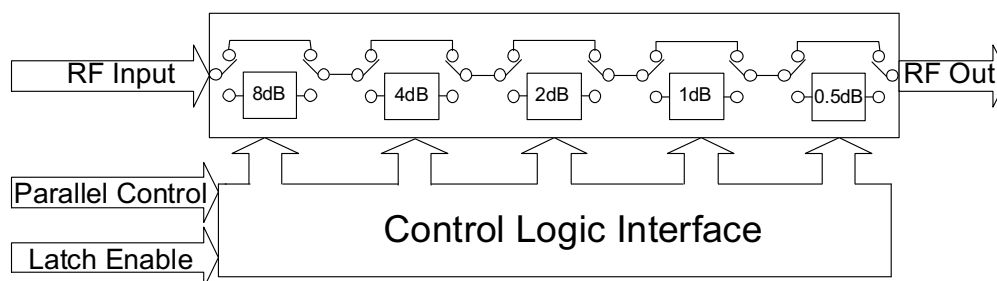 RF Input
8dB
4dB
2dB
1dB
0.5dB
RF Out
Parallel Control
Control Logic Interface
Latch Enable